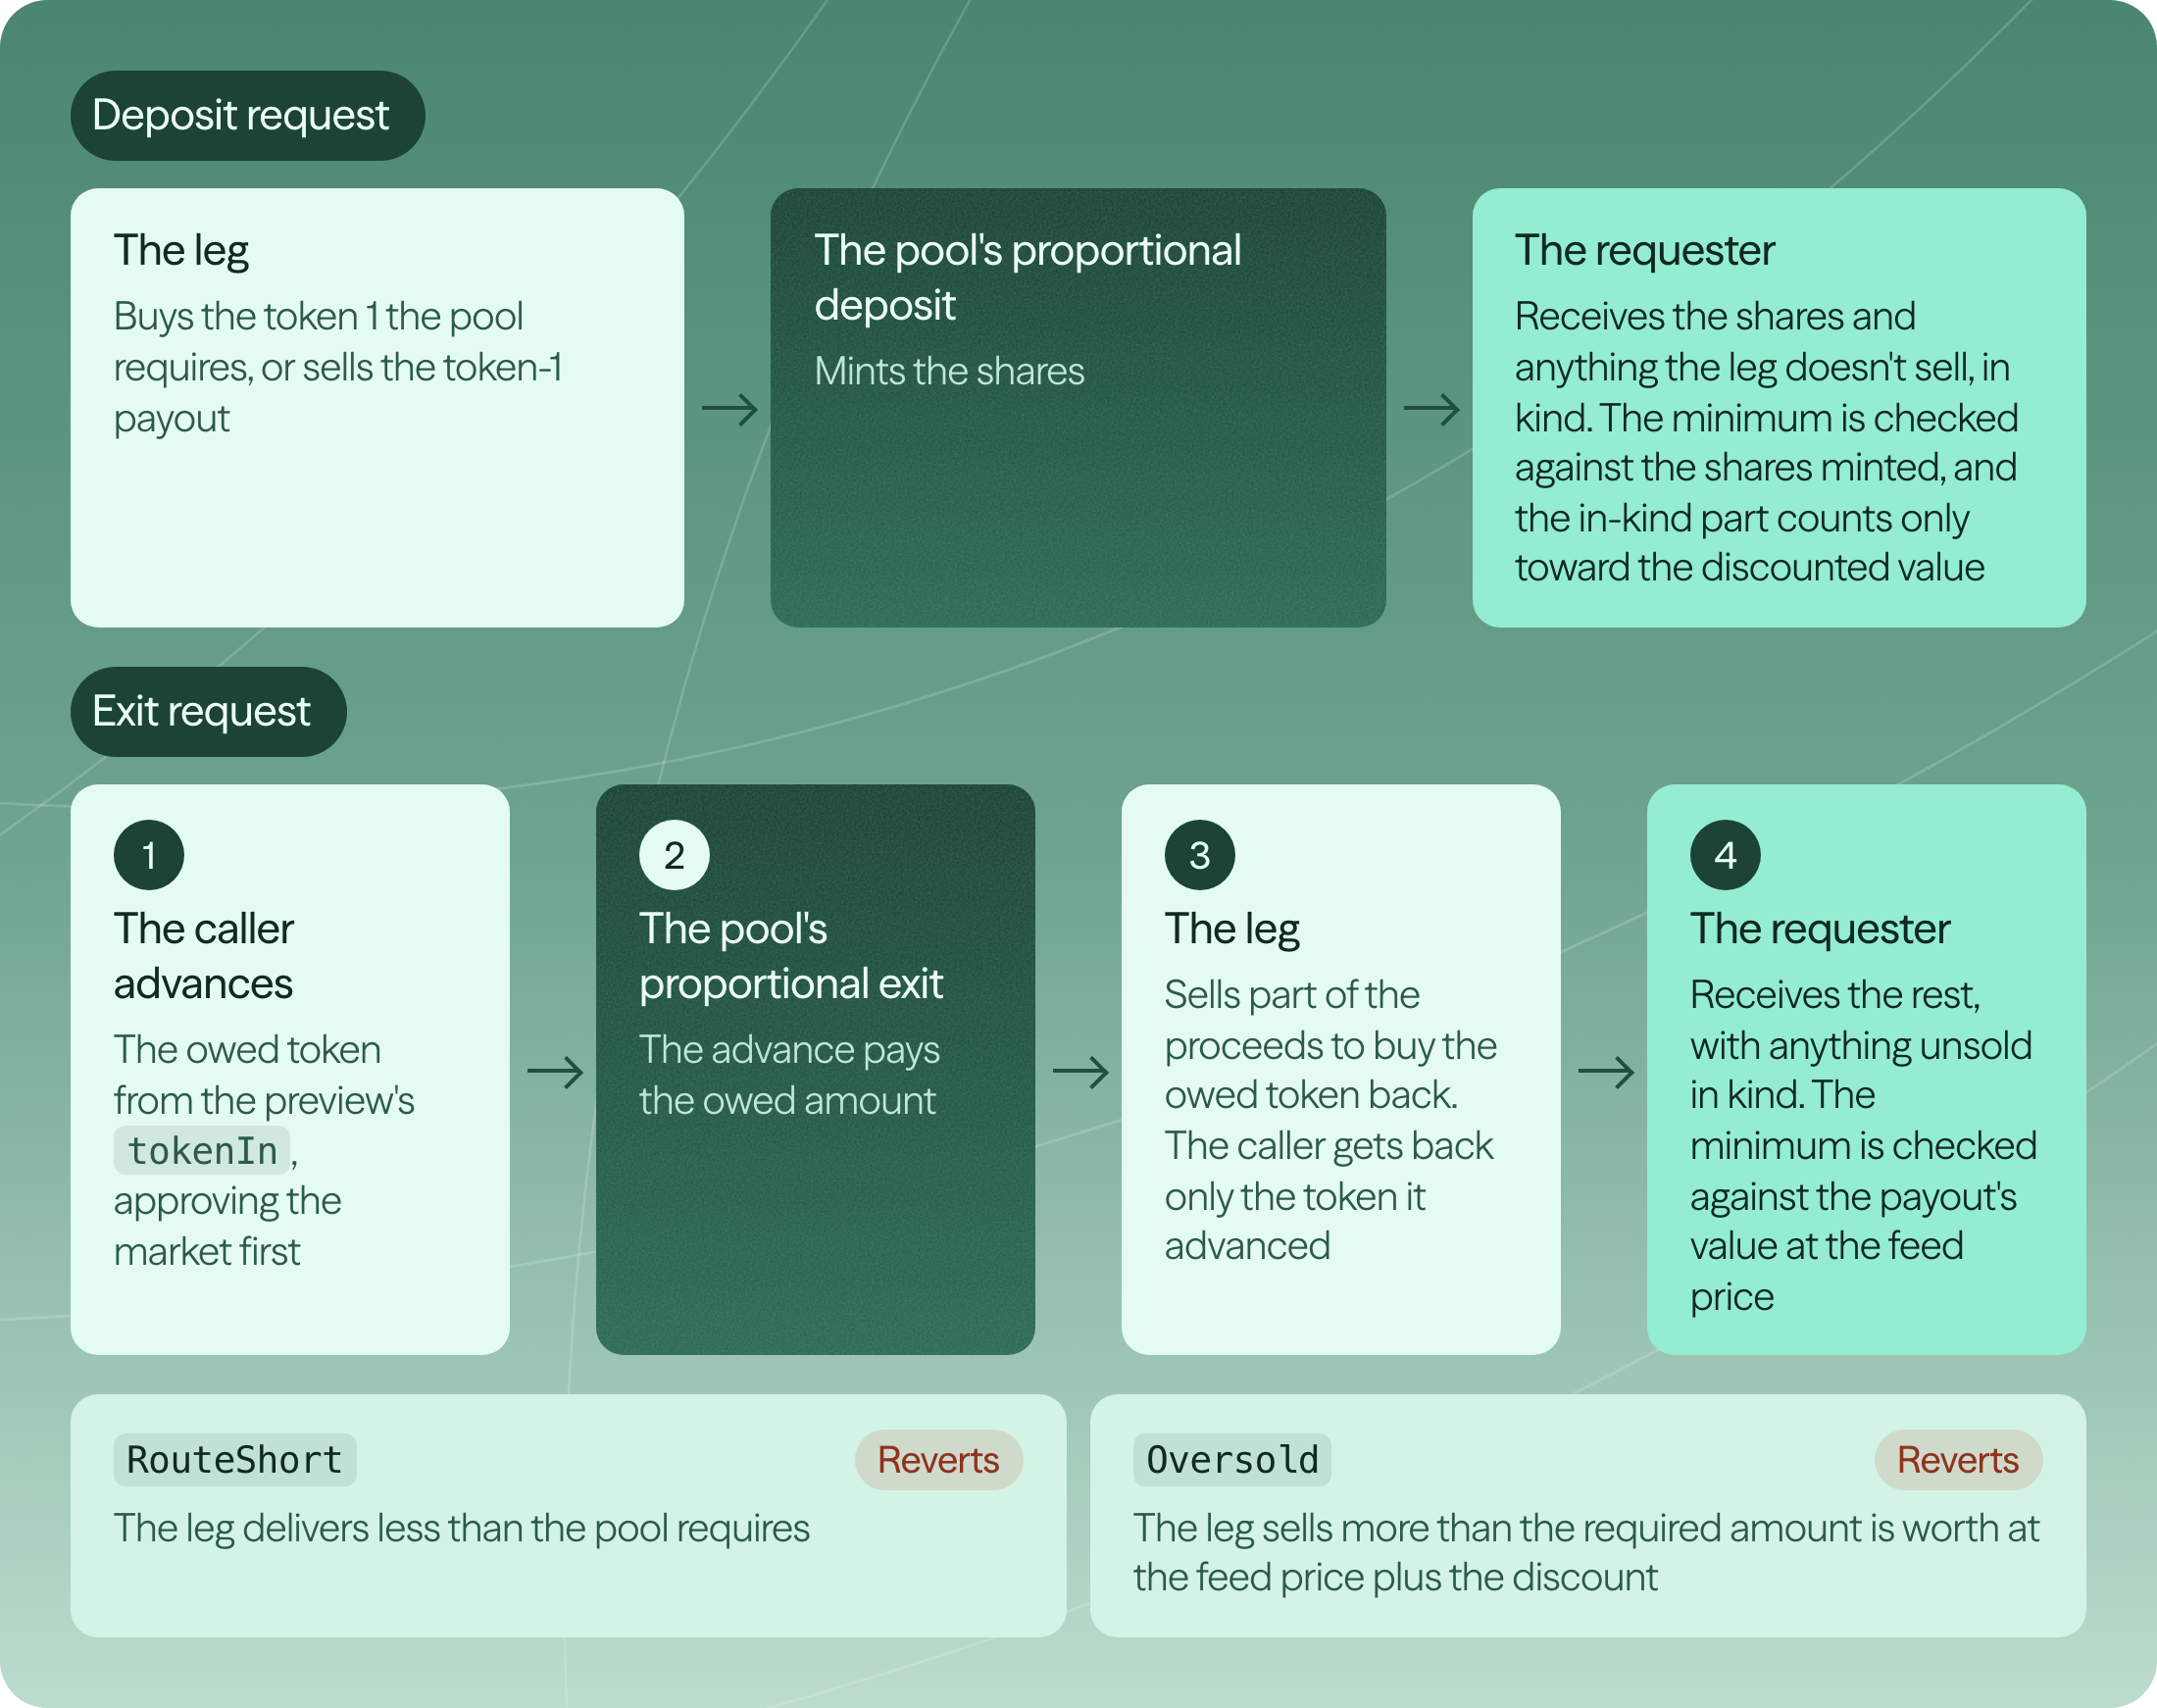 Deposit request
The leg
Buys the token 1 the pool
requires, or sells the token-1
payout
The pool's proportional
deposit
Mints the shares
The requester
Receives the shares and
anything the leg doesn't sell, in
kind. The minimum is checked
against the shares minted, and
the in-kind part counts only
toward the discounted value
Exit request
1
The caller
advances
The owed token
from the preview's
tokenIn,
approving the
market first
2
The pool's
proportional exit
The advance pays
the owed amount
3
The leg
Sells part of the
proceeds to buy the
owed token back.
The caller gets back
only the token it
advanced
4
The requester
Receives the rest,
with anything unsold
in kind. The
minimum is checked
against the payout's
value at the feed
price
RouteShort
Reverts
The leg delivers less than the pool requires
Oversold
Reverts
The leg sells more than the required amount is worth at
the feed price plus the discount